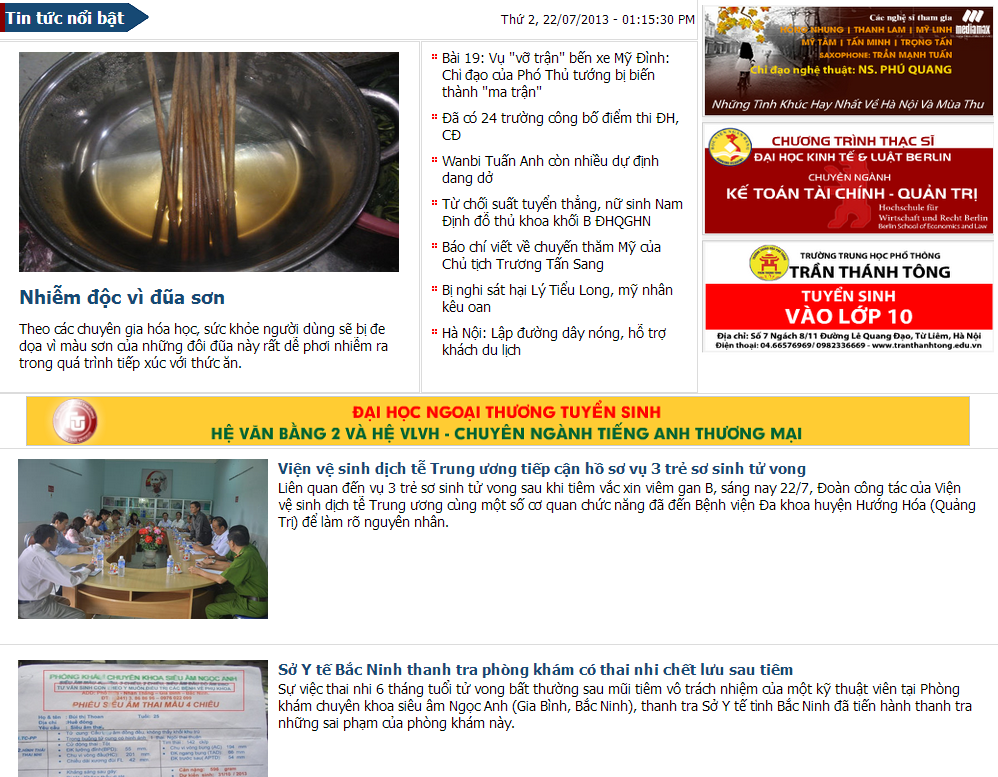 Tin tức nổi bật
Thứ 2, 22/07/2013 - 01:15:30 PM
Nhiễm độc vì đũa sơn
Theo các chuyên gia hóa học, sức khỏe người dùng sẽ bị đe
dọa vì màu sơn của những đôi đũa này rất dễ phơi nhiễm ra
trong quá trình tiếp xúc với thức ăn.
Bài 19: Vụ "vỡ trận" bến xe Mỹ Đình:
Chỉ đạo của Phó Thủ tướng bị biến
thành "ma trận"
Đã có 24 trường công bố điểm thi ĐH,
CĐ
Wanbi Tuấn Anh còn nhiều dự định
dang dở
Từ chối suất tuyển thẳng, nữ sinh Nam
Định đỗ thủ khoa khối B ĐHQGHN
Báo chí viết về chuyến thăm Mỹ của
Chủ tịch Trương Tấn Sang
Bị nghi sát hại Lý Tiểu Long, mỹ nhân
kêu oan
Hà Nội: Lập đường dây nóng, hỗ trợ
khách du lịch
Các nghệ sĩ tham gia
mediamax
HỒNG NHUNG | THANH LAM | MỸ LINH
MỸ TÂM | TẤN MINH | TRỌNG TẤN
SAXOPHONE: TRẦN MẠNH TUẤN
Chỉ đạo nghệ thuật: NS. PHÚ QUANG
Những Tình Khúc Hay Nhất Về Hà Nội Và Mùa Thu
CHƯƠNG TRÌNH THẠC SĨ
ĐẠI HỌC KINH TẾ & LUẬT BERLIN
CHUYÊN NGÀNH
KẾ TOÁN TÀI CHÍNH - QUẢN TRỊ
Hochschule für
Wirtschaft und Recht Berlin
Berlin School of Economics and Law
TRƯỜNG TRUNG HỌC PHỔ THÔNG
TRẦN THÁNH TÔNG
TUYỂN SINH
VÀO LỚP 10
Địa chỉ: Số 7 Ngách 8/11 Đường Lê Quang Đạo, Từ Liêm, Hà Nội
Điện thoại: 04.66576969/ 0982336669 - www.tranthanhtong.edu.vn
ĐẠI HỌC NGOẠI THƯƠNG TUYỂN SINH
HỆ VĂN BẰNG 2 VÀ HỆ VLVH - CHUYÊN NGÀNH TIẾNG ANH THƯƠNG MẠI
Viện vệ sinh dịch tễ Trung ương tiếp cận hồ sơ vụ 3 trẻ sơ sinh tử vong
Liên quan đến vụ 3 trẻ sơ sinh tử vong sau khi tiêm vắc xin viêm gan B, sáng nay 22/7, Đoàn công tác của Viện
vệ sinh dịch tễ Trung ương cùng một số cơ quan chức năng đã đến Bệnh viện Đa khoa huyện Hướng Hóa (Quảng
Trị) để làm rõ nguyên nhân.
Sở Y tế Bắc Ninh thanh tra phòng khám có thai nhi chết lưu sau tiêm
Sự việc thai nhi 6 tháng tuổi tử vong bất thường sau mũi tiêm vô trách nhiệm của một kỹ thuật viên tại Phòng
khám chuyên khoa siêu âm Ngọc Anh (Gia Bình, Bắc Ninh), thanh tra Sở Y tế tỉnh Bắc Ninh đã tiến hành thanh tra
những sai phạm của phòng khám này.
PHÒNG KHÁM CHUYÊN KHOA SIÊU ÂM NGỌC ANH
PHIẾU SIÊU ÂM THAI MÀU 4 CHIỀU